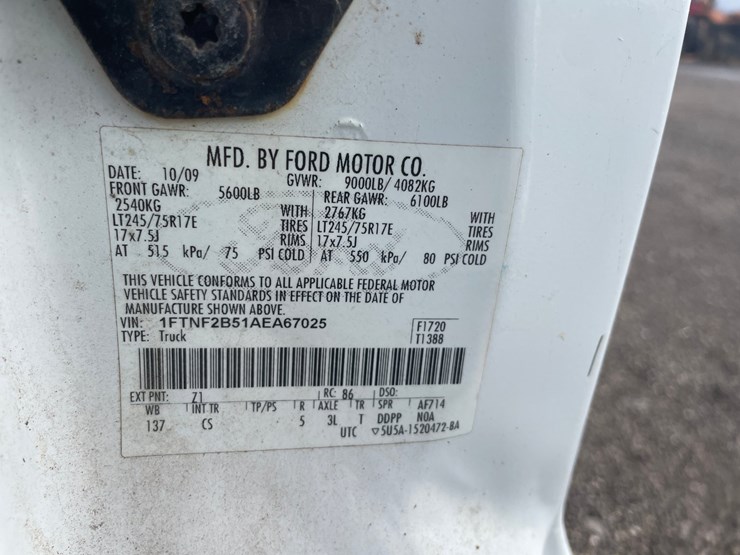 MFD. BY FORD MOTOR CO.
DATE: 10/09 GVWR: 9000LB/ 4082KG
FRONT GAWR: 5600LB REAR GAWR: 6100LB
2540KG WITH 2767KG WITH
LT245/75R17E TIRES LT245/75R17E TIRES
17x7.5J RIMS 17x7.5J RIMS
AT 515 kPa/ 75 PSI COLD AT 550 kPa/ 80 PSI COLD
THIS VEHICLE CONFORMS TO ALL APPLICABLE FEDERAL MOTOR
VEHICLE SAFETY STANDARDS IN EFFECT ON THE DATE OF
MANUFACTURE SHOWN ABOVE.
VIN: 1FTNF2B51AEA67025 F1720
TYPE: Truck T1388
EXT PNT: Z1 RC: 86 DSO:
WB INT TR TP/PS R AXLE TR SPR AF714
137 CS 5 3L T DDPP NOA
UTC ▽5U5A-1520472-BA